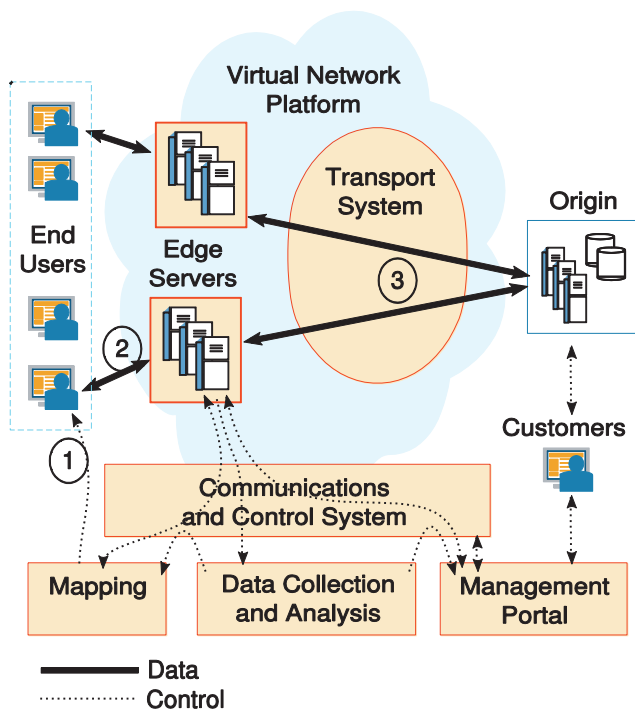 Virtual Network
Platform
Transport
System
Origin
End
Users
Edge
Servers
3
2
1
Customers
Communications
and Control System
Mapping
Data Collection
and Analysis
Management
Portal
Data
Control